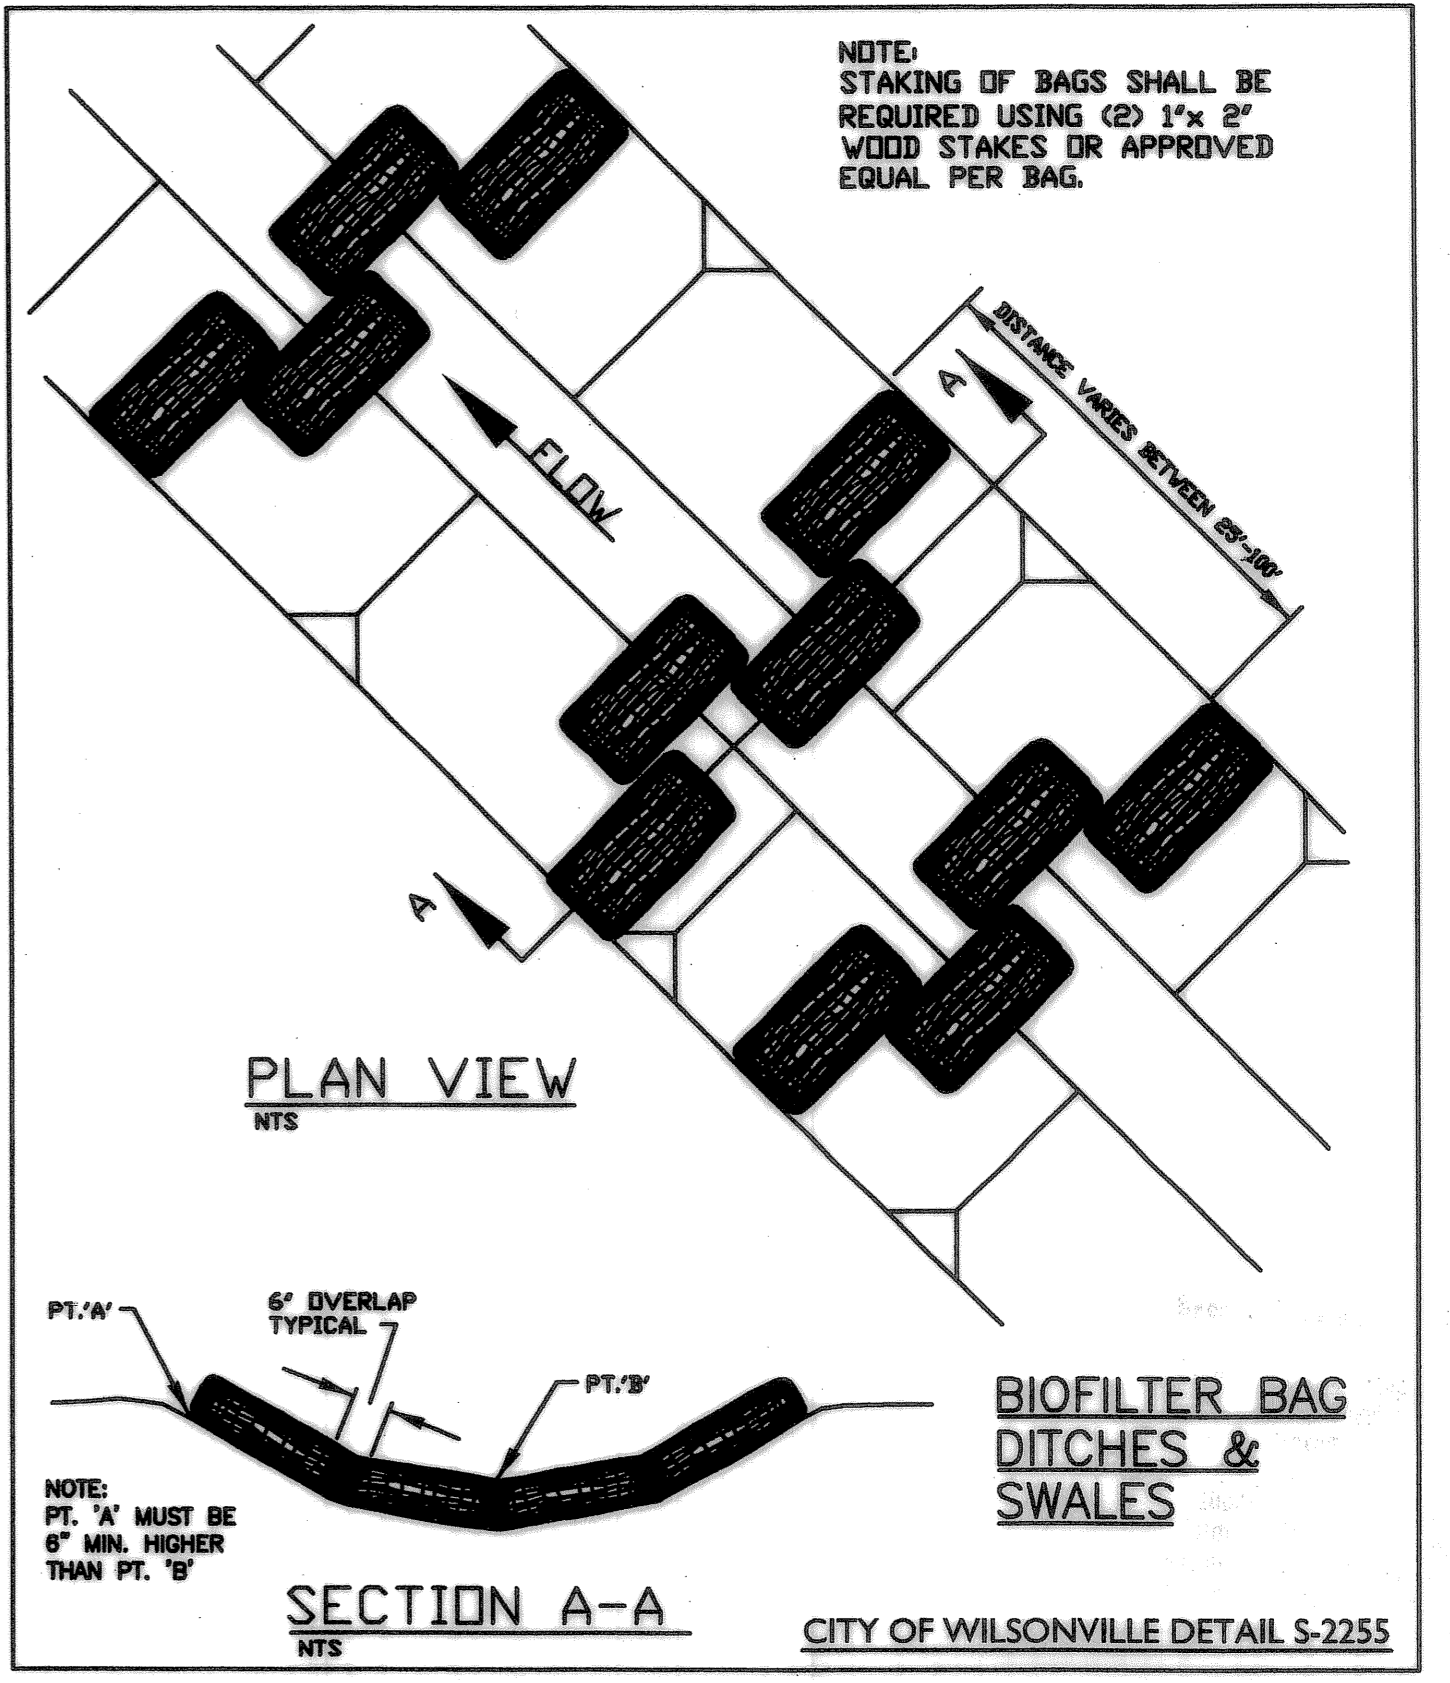 NOTE:
STAKING OF BAGS SHALL BE
REQUIRED USING (2) 1"x 2"
WOOD STAKES OR APPROVED
EQUAL PER BAG.
DISTANCE VARIES BETWEEN 25'-100'
A
FLOW
A
PLAN VIEW
NTS
PT.'A'
6" OVERLAP
TYPICAL
PT.'B'
NOTE:
PT. 'A' MUST BE
6" MIN. HIGHER
THAN PT. 'B'
SECTION A-A
NTS
BIOFILTER BAG
DITCHES &
SWALES
CITY OF WILSONVILLE DETAIL S-2255